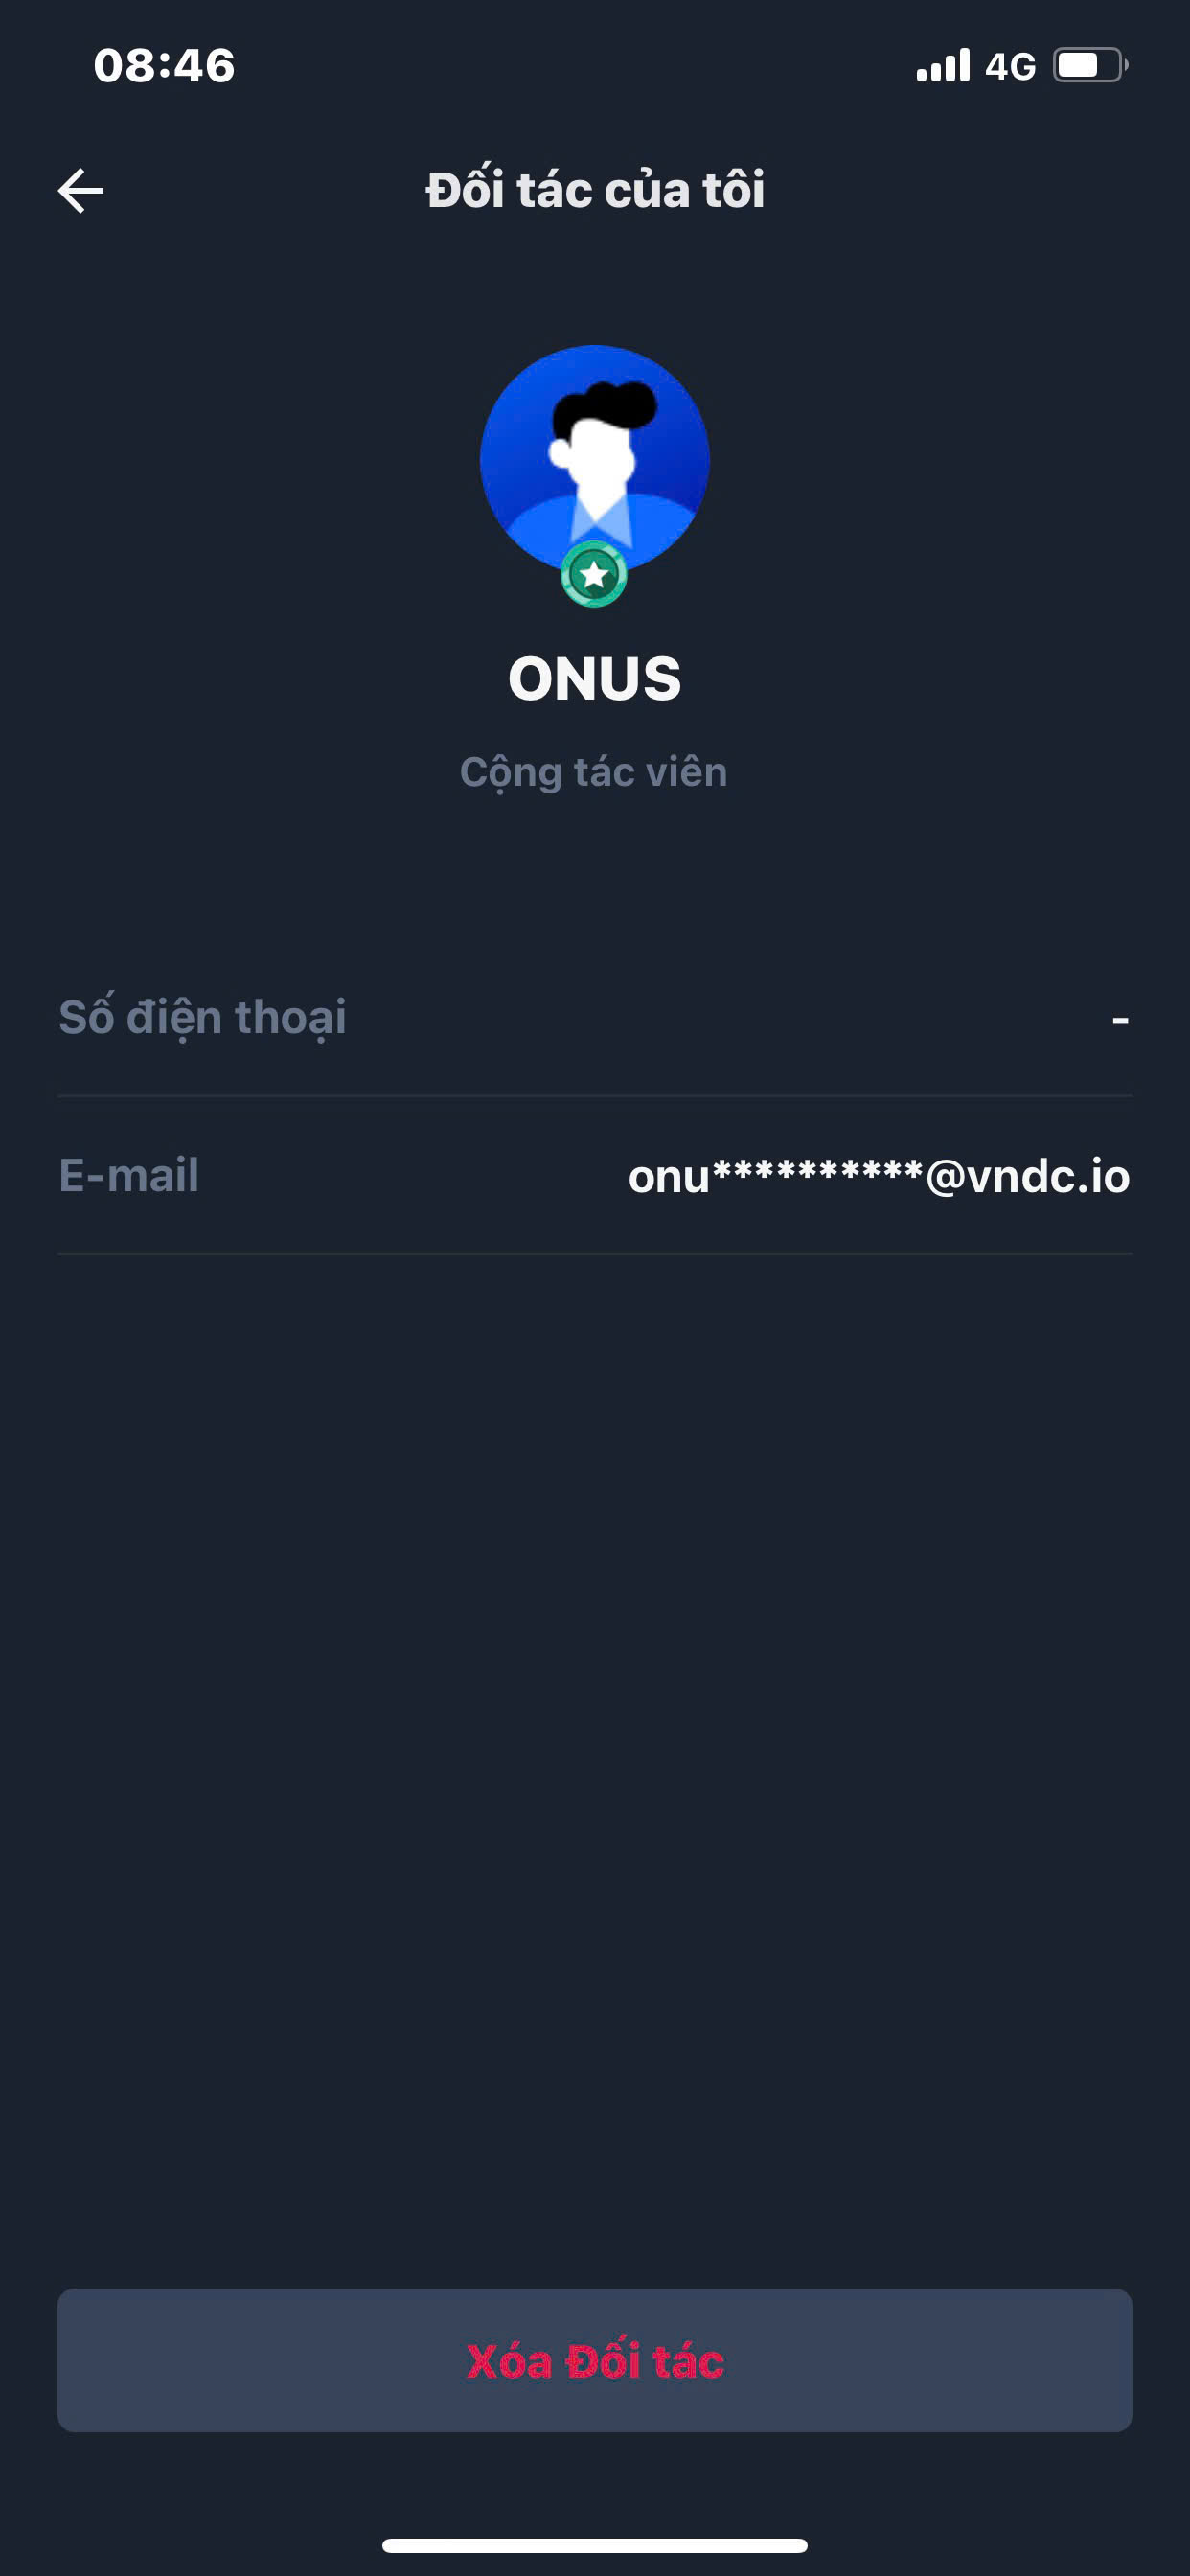 08:46
4G
Đối tác của tôi
ONUS
Cộng tác viên
Số điện thoại
-
E-mail
onu**********@vndc.io
Xóa Đối tác